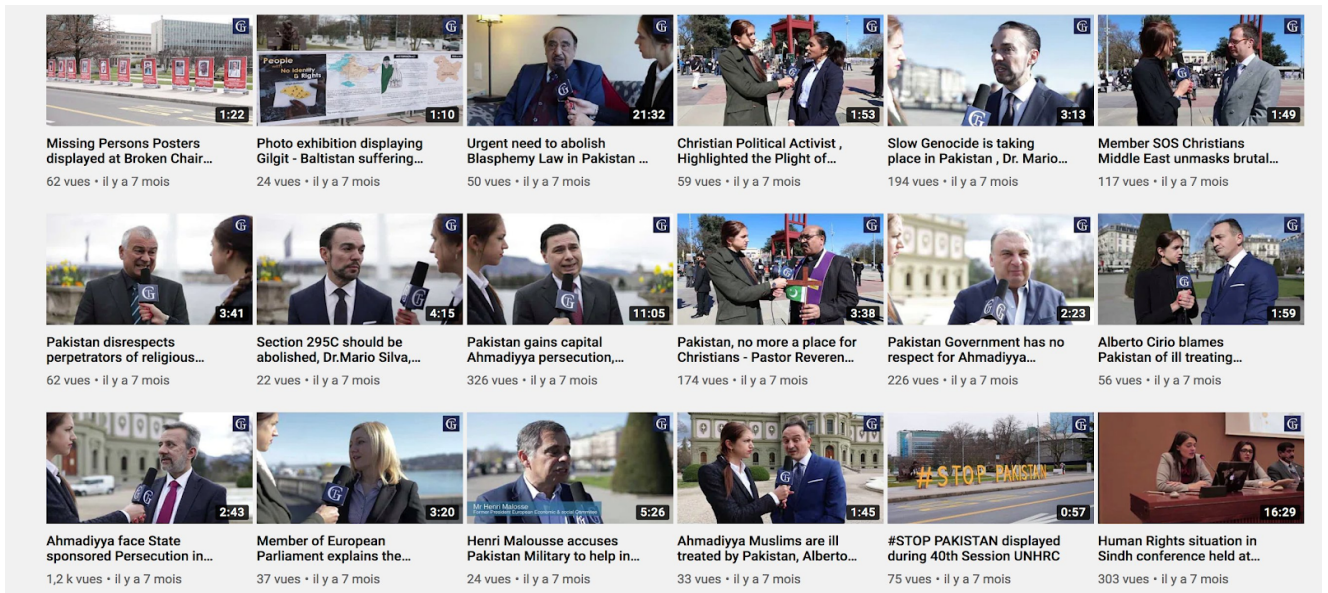 People
No Identity
& Rights
1:22
1:10
21:32
1:53
3:13
1:49
Missing Persons Posters
displayed at Broken Chair...
62 vues • il y a 7 mois
Photo exhibition displaying
Gilgit - Baltistan suffering...
24 vues • il y a 7 mois
Urgent need to abolish
Blasphemy Law in Pakistan ...
50 vues • il y a 7 mois
Christian Political Activist ,
Highlighted the Plight of...
59 vues • il y a 7 mois
Slow Genocide is taking
place in Pakistan , Dr. Mario...
194 vues • il y a 7 mois
Member SOS Christians
Middle East unmasks brutal...
117 vues • il y a 7 mois
3:41
4:15
11:05
3:38
2:23
1:59
Pakistan disrespects
perpetrators of religious...
62 vues • il y a 7 mois
Section 295C should be
abolished, Dr.Mario Silva,...
22 vues • il y a 7 mois
Pakistan gains capital
Ahmadiyya persecution,...
326 vues • il y a 7 mois
Pakistan, no more a place for
Christians - Pastor Reveren...
174 vues • il y a 7 mois
Pakistan Government has no
respect for Ahmadiyya...
226 vues • il y a 7 mois
Alberto Cirio blames
Pakistan of ill treating...
56 vues • il y a 7 mois
2:43
3:20
Mr Henri Malosse
Former President European Economic & social Committee
5:26
1:45
#STOP PAKISTAN
0:57
16:29
Ahmadiyya face State
sponsored Persecution in...
1,2 k vues • il y a 7 mois
Member of European
Parliament explains the...
37 vues • il y a 7 mois
Henri Malousse accuses
Pakistan Military to help in...
24 vues • il y a 7 mois
Ahmadiyya Muslims are ill
treated by Pakistan, Alberto...
33 vues • il y a 7 mois
#STOP PAKISTAN displayed
during 40th Session UNHRC
75 vues • il y a 7 mois
Human Rights situation in
Sindh conference held at...
303 vues • il y a 7 mois